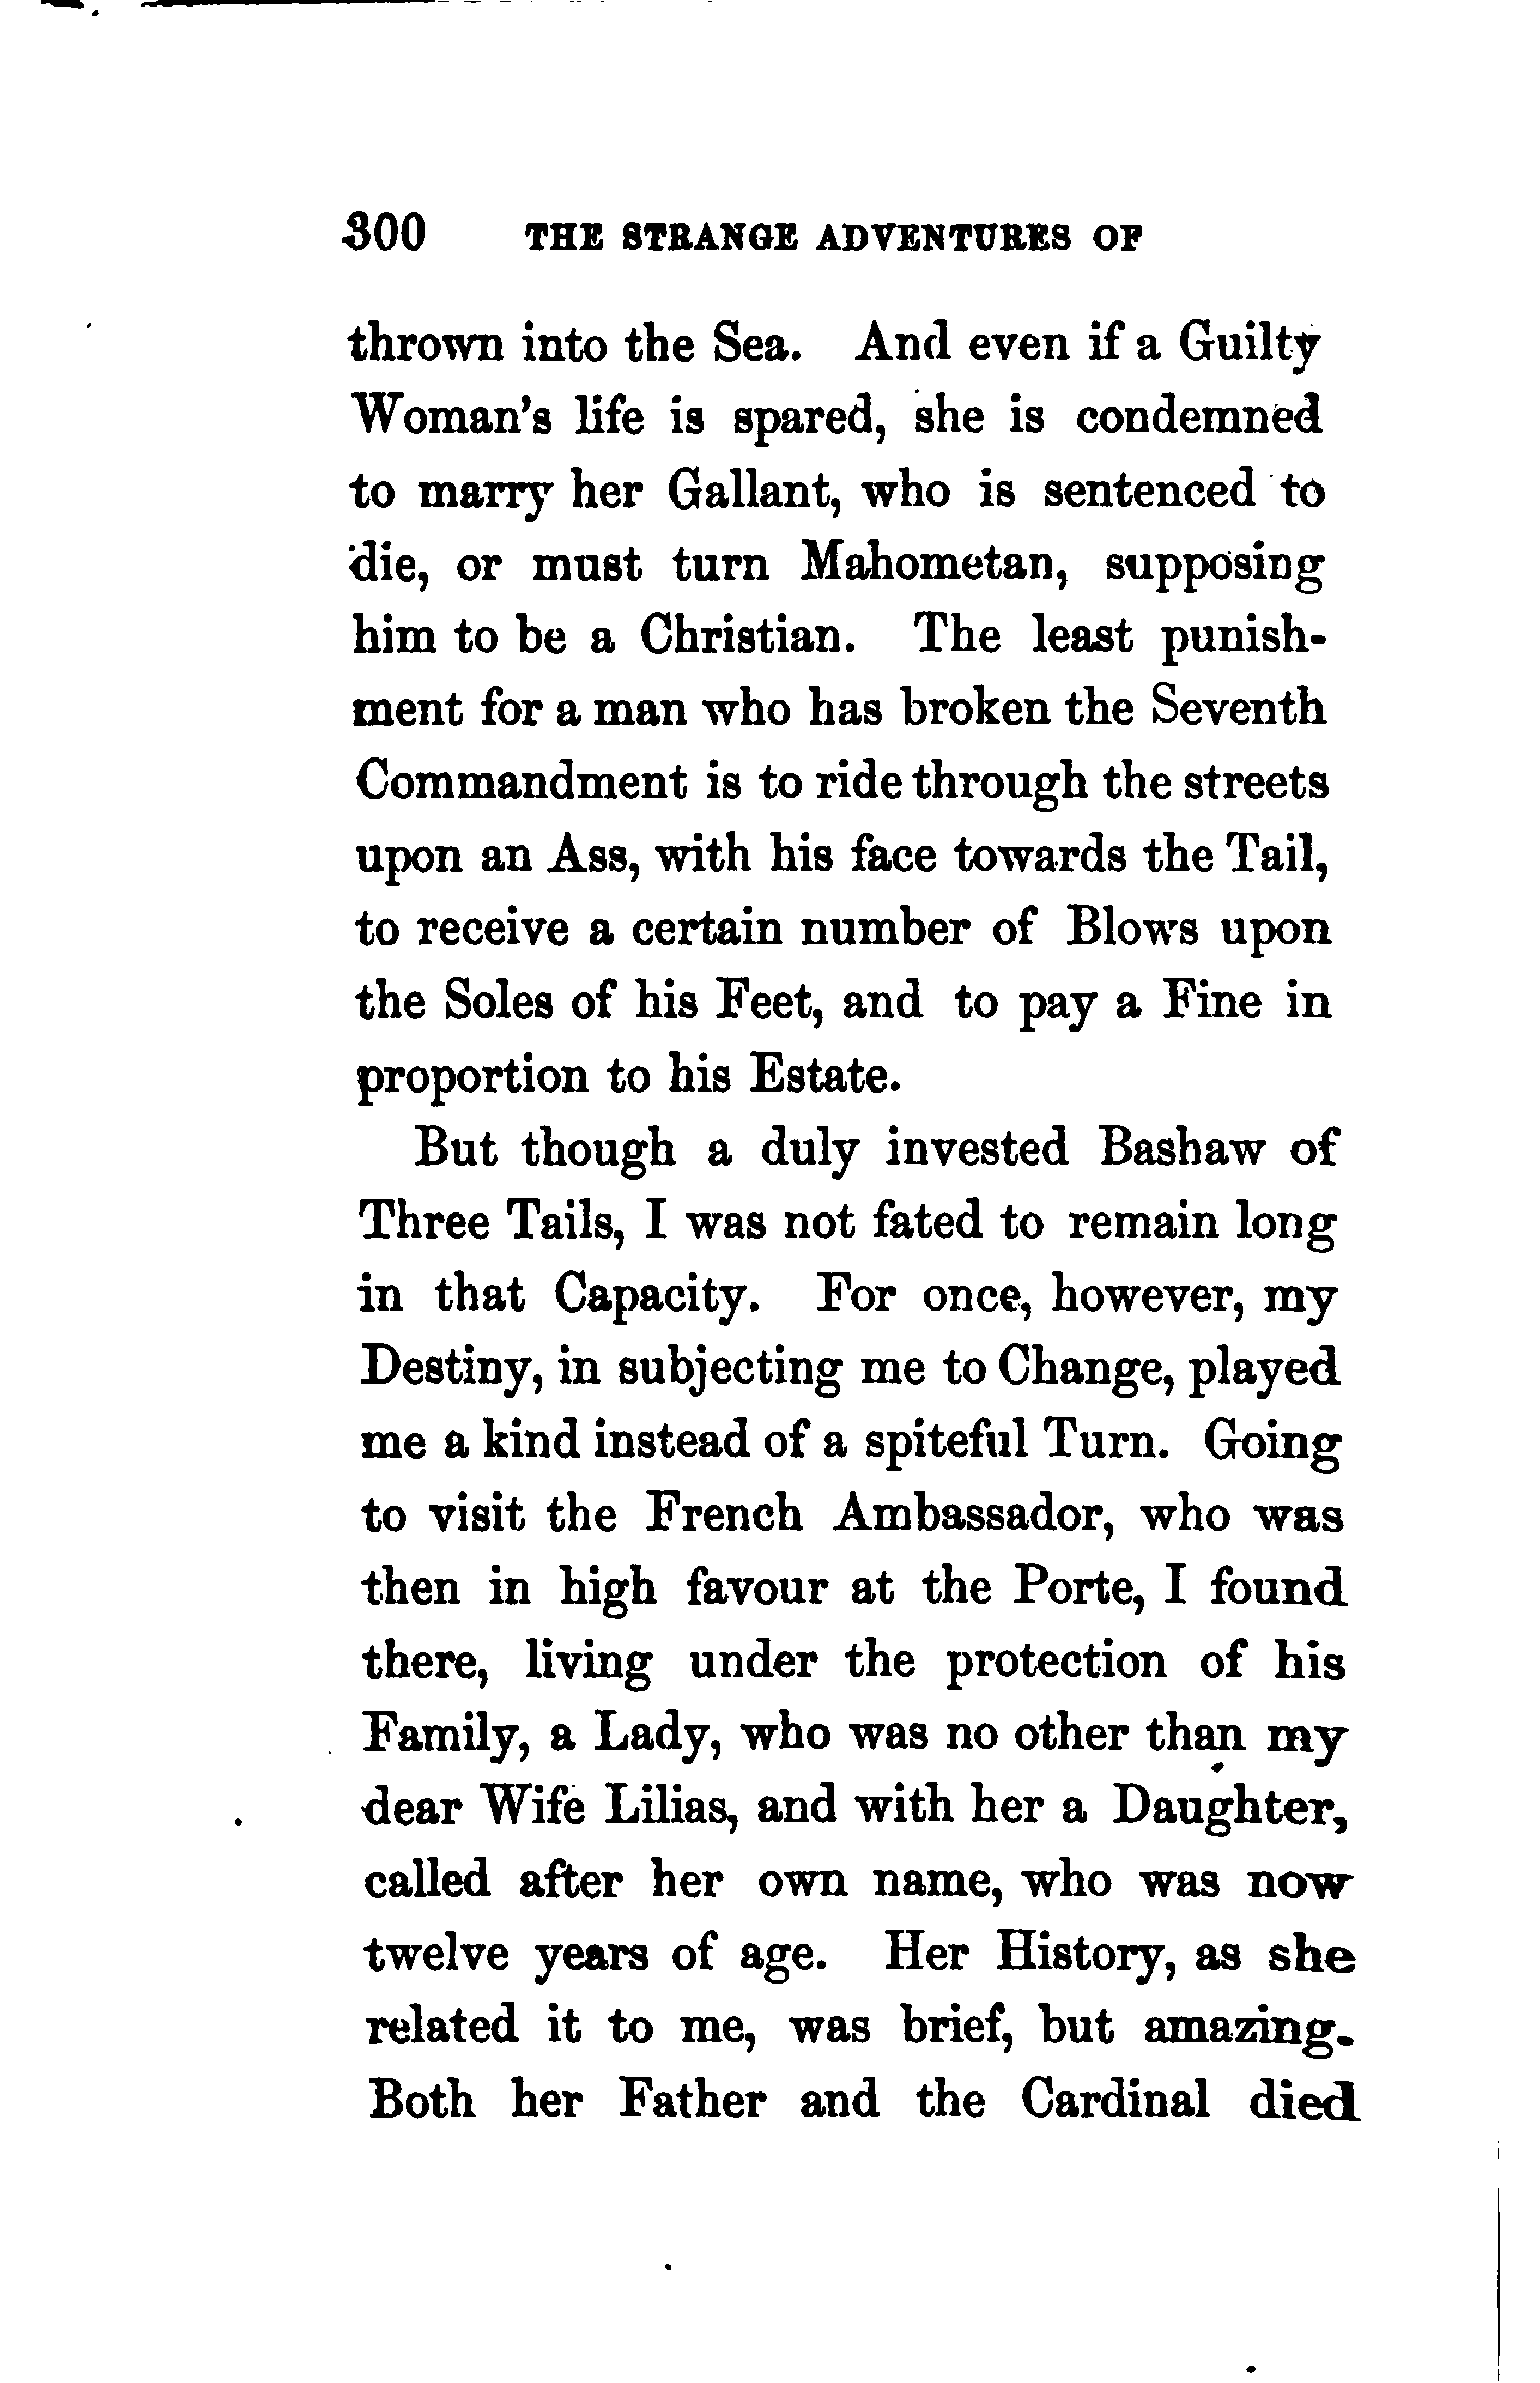 300 THE STRANGE ADVENTURES OF
thrown into the Sea. And even if a Guilty
Woman's life is spared, she is condemned
to marry her Gallant, who is sentenced to
die, or must turn Mahometan, supposing
him to be a Christian. The least punish-
ment for a man who has broken the Seventh
Commandment is to ride through the streets
upon an Ass, with his face towards the Tail,
to receive a certain number of Blows upon
the Soles of his Feet, and to pay a Fine in
proportion to his Estate.
But though a duly invested Bashaw of
Three Tails, I was not fated to remain long
in that Capacity. For once, however, my
Destiny, in subjecting me to Change, played
me a kind instead of a spiteful Turn. Going
to visit the French Ambassador, who was
then in high favour at the Porte, I found
there, living under the protection of his
Family, a Lady, who was no other than my
dear Wife Lilias, and with her a Daughter,
called after her own name, who was now
twelve years of age. Her History, as she
related it to me, was brief, but amazing.
Both her Father and the Cardinal died